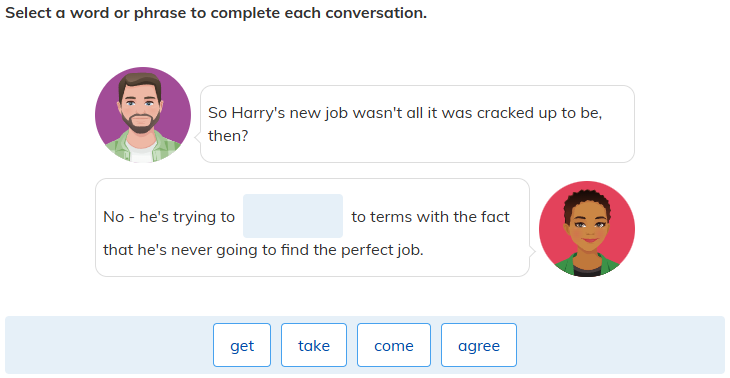 Select a word or phrase to complete each conversation.
So Harry's new job wasn't all it was cracked up to be,
then?
No - he's trying to to terms with the fact
that he's never going to find the perfect job.
get take come agree